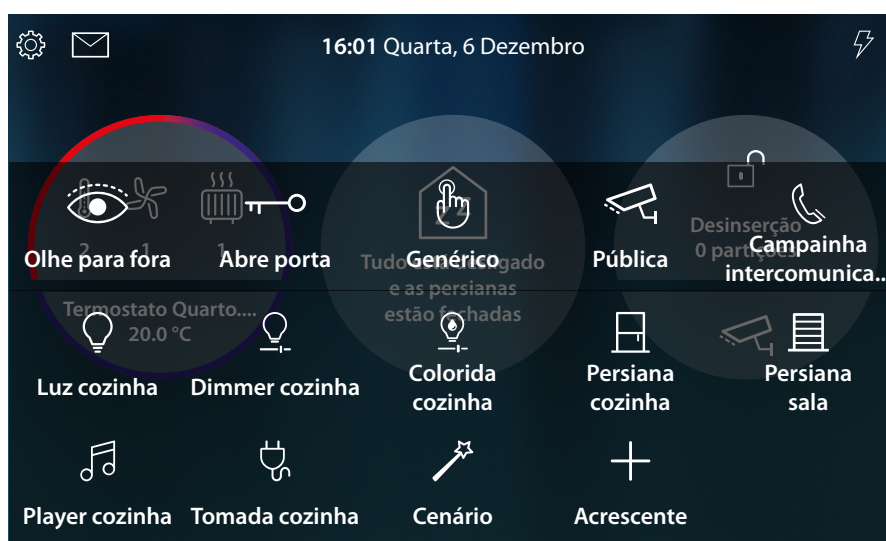 16:01 Quarta, 6 Dezembro
Olhe para fora
Abre porta
Genérico
Pública
Campainha
intercomunica..
2 1 1
Tudo está desligado
e as persianas
estão fechadas
Desinserção
0 partições
Termostato Quarto....
20.0 °C
Luz cozinha
Dimmer cozinha
Colorida
cozinha
Persiana
cozinha
Persiana
sala
Player cozinha
Tomada cozinha
Cenário
Acrescente